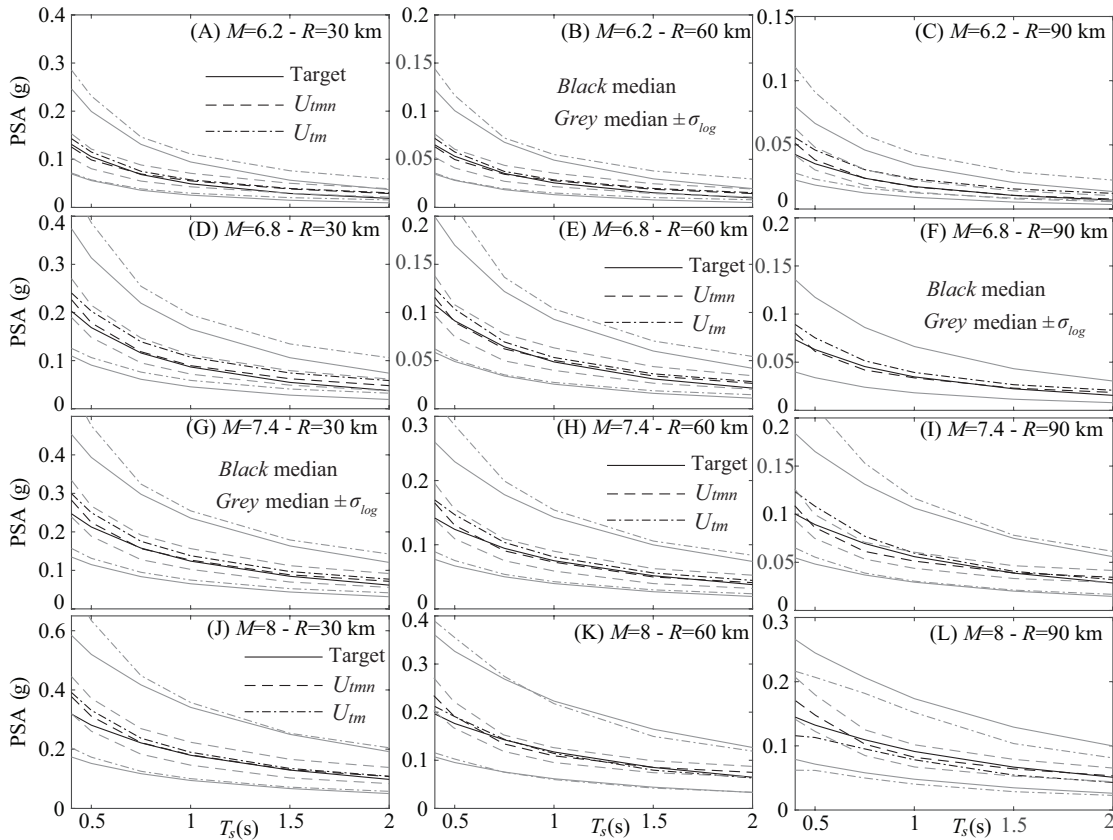 (A) M=6.2 - R=30 km
(B) M=6.2 - R=60 km
(C) M=6.2 - R=90 km
PSA (g)
0.4
0.3
0.2
0.1
0
0.2
0.15
0.1
0.05
0
0.15
0.1
0.05
0
Target
Utmn
Utm
Black median
Grey median ± σlog
(D) M=6.8 - R=30 km
(E) M=6.8 - R=60 km
(F) M=6.8 - R=90 km
PSA (g)
0.4
0.3
0.2
0.1
0
0.2
0.15
0.1
0.05
0
0.2
0.15
0.1
0.05
0
Target
Utmn
Utm
Black median
Grey median ± σlog
(G) M=7.4 - R=30 km
(H) M=7.4 - R=60 km
(I) M=7.4 - R=90 km
PSA (g)
0.5
0.4
0.3
0.2
0.1
0
0.3
0.2
0.1
0
0.2
0.15
0.1
0.05
0
Black median
Grey median ± σlog
Target
Utmn
Utm
(J) M=8 - R=30 km
(K) M=8 - R=60 km
(L) M=8 - R=90 km
PSA (g)
0.6
0.4
0.2
0
0.4
0.3
0.2
0.1
0
0.3
0.2
0.1
0
Target
Utmn
Utm
0.5 1 1.5 2
0.5 1 1.5 2
0.5 1 1.5 2
Ts(s)
Ts(s)
Ts(s)